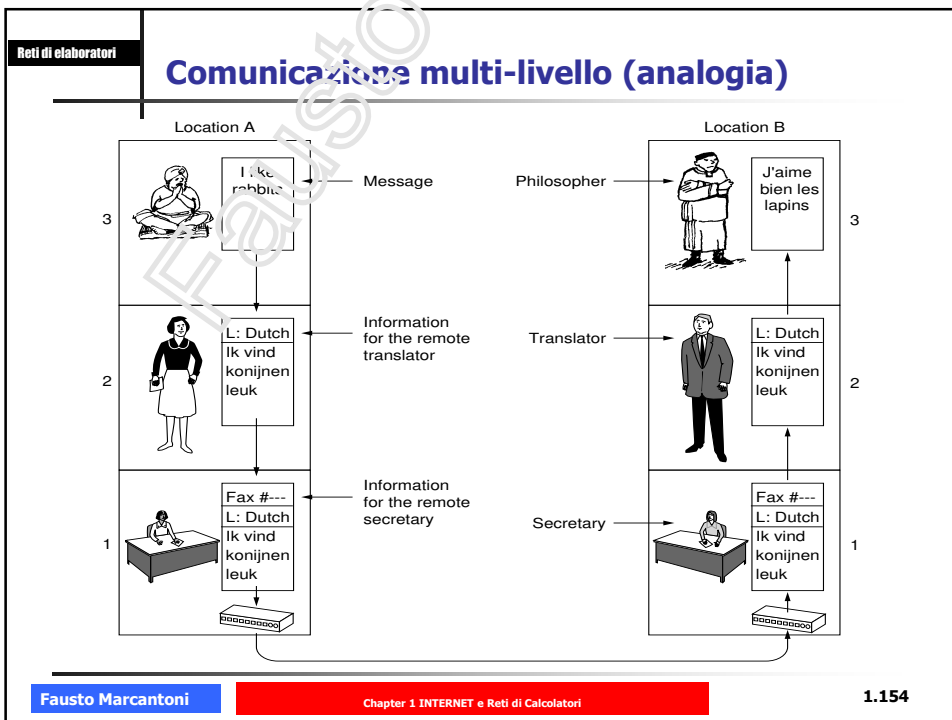 Reti di elaboratori
Comunicazione multi-livello (analogia)
Fausto
Location A
Location B
3
I like
rabbits
Message
Philosopher
J'aime
bien les
lapins
3
2
L: Dutch
Ik vind
konijnen
leuk
Information
for the remote
translator
Translator
L: Dutch
Ik vind
konijnen
leuk
2
1
Fax #---
L: Dutch
Ik vind
konijnen
leuk
Information
for the remote
secretary
Secretary
Fax #---
L: Dutch
Ik vind
konijnen
leuk
1
Fausto Marcantoni
Chapter 1 INTERNET e Reti di Calcolatori
1.154